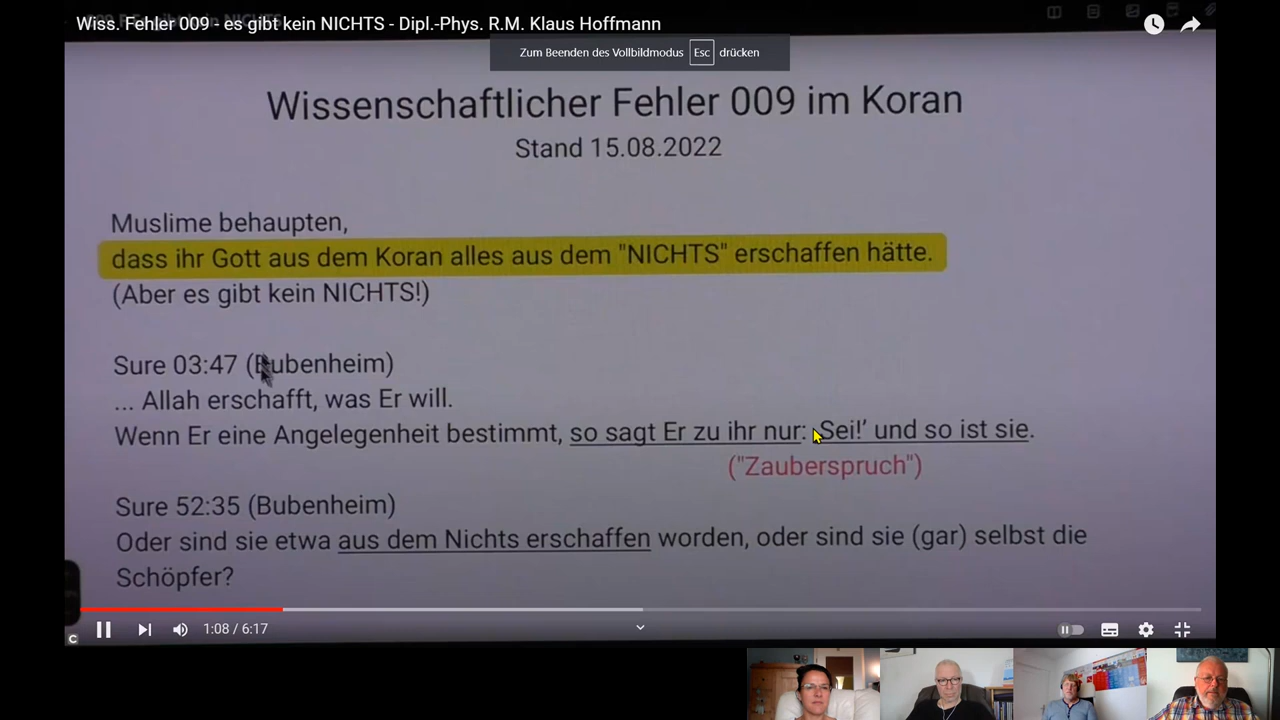 Wiss. Fehler 009 - es gibt kein NICHTS - Dipl.-Phys. R.M. Klaus Hoffmann
Zum Beenden des Vollbildmodus Esc drücken
Wissenschaftlicher Fehler 009 im Koran
Stand 15.08.2022
Muslime behaupten,
dass ihr Gott aus dem Koran alles aus dem "NICHTS" erschaffen hätte.
(Aber es gibt kein NICHTS!)
Sure 03:47 (Bubenheim)
... Allah erschafft, was Er will.
Wenn Er eine Angelegenheit bestimmt, so sagt Er zu ihr nur: ‚Sei!’ und so ist sie.
("Zauberspruch")
Sure 52:35 (Bubenheim)
Oder sind sie etwa aus dem Nichts erschaffen worden, oder sind sie (gar) selbst die
Schöpfer?
1:08 / 6:17